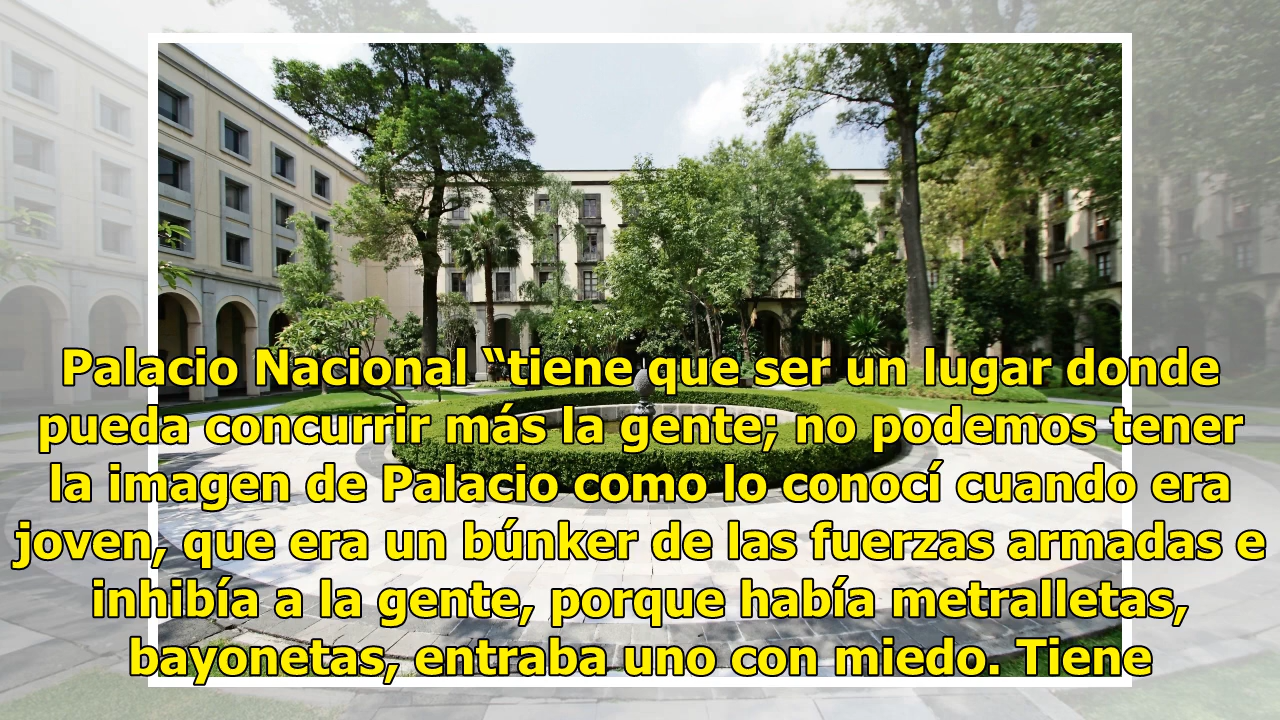 Palacio Nacional “tiene que ser un lugar donde
pueda concurrir más la gente; no podemos tener
la imagen de Palacio como lo conocí cuando era
joven, que era un búnker de las fuerzas armadas e
inhibía a la gente, porque había metralletas,
bayonetas, entraba uno con miedo. Tiene